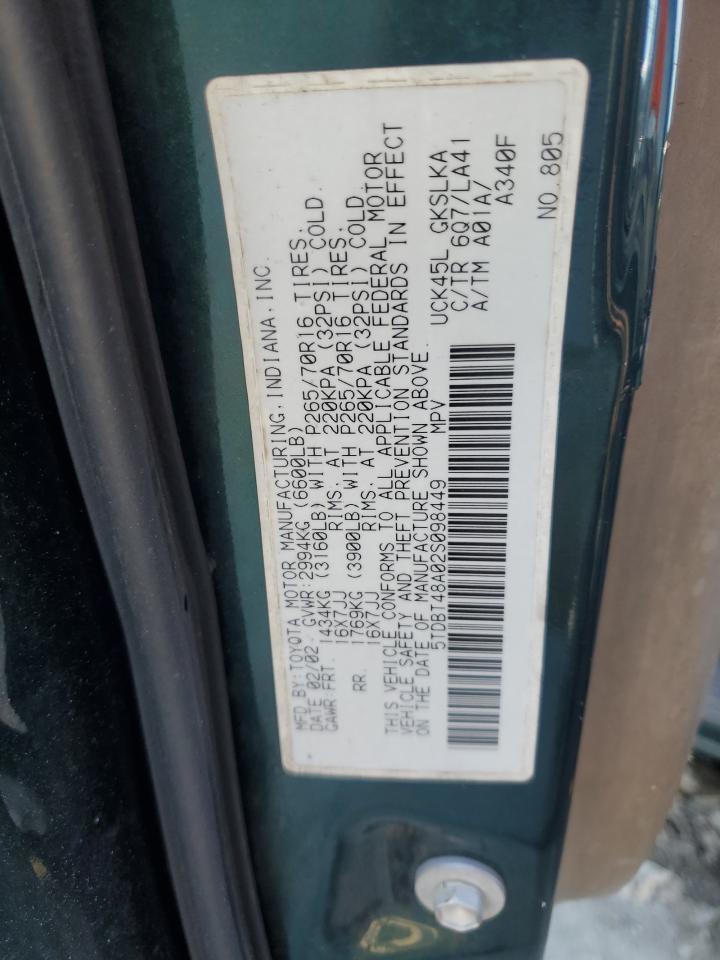 MFD.BY:TOYOTA MOTOR MANUFACTURING,INDIANA,INC
DATE 02/02 GVWR:2994KG (6600LB)
GAWR FRT. 1434KG (3160LB) WITH P265/70R16 TIRES.
16X7JJ RIMS. AT 220KPA (32PSI) COLD.
RR. 1769KG (3900LB) WITH P265/70R16 TIRES.
16X7JJ RIMS. AT 220KPA (32PSI) COLD
THIS VEHICLE CONFORMS TO ALL APPLICABLE FEDERAL MOTOR
VEHICLE SAFETY AND THEFT PREVENTION STANDARDS IN EFFECT
ON THE DATE OF MANUFACTURE SHOWN ABOVE.
5TDBT48A02S098449 MPV
UCK45L GKSLKA
C/TR 6Q7/LA41
A/TM A01A/
A340F
NO. 805